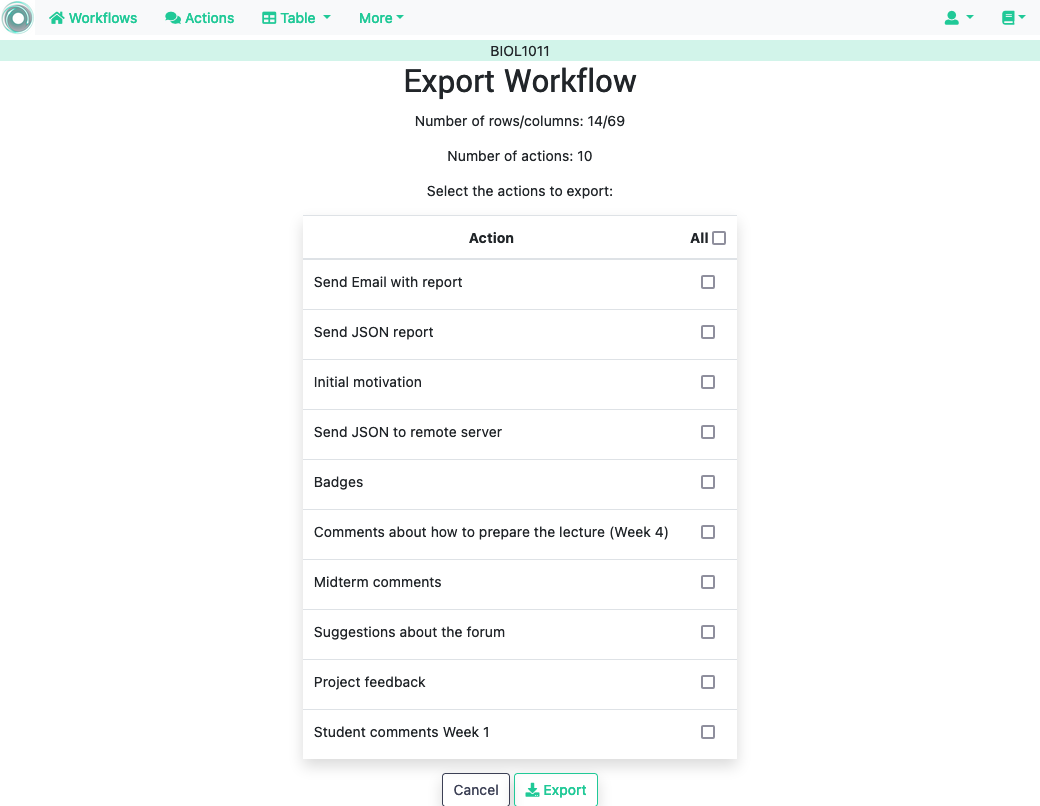 Workflows Actions Table More
BIOL1011
Export Workflow
Number of rows/columns: 14/69
Number of actions: 10
Select the actions to export:
Action All
Send Email with report
Send JSON report
Initial motivation
Send JSON to remote server
Badges
Comments about how to prepare the lecture (Week 4)
Midterm comments
Suggestions about the forum
Project feedback
Student comments Week 1
Cancel Export